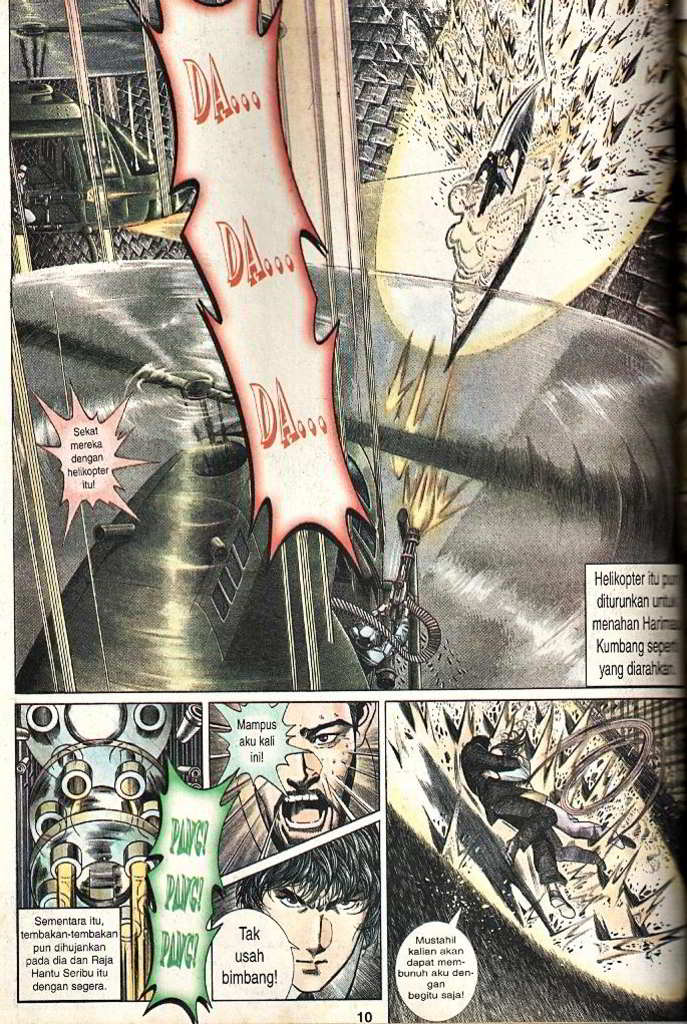 DA...
DA...
DA...
Sekat
mereka
dengan
helikopter
itu!
Helikopter itu pun
diturunkan untuk
menahan Harimau
Kumbang seperti
yang diarahkan.
Mampus
aku kali
ini!
PANG!
PANG!
PANG!
Sementara itu,
tembakan-tembakan
pun dihujankan
pada dia dan Raja
Hantu Seribu itu
dengan segera.
Tak
usah
bimbang!
Mustahil
kalian akan
dapat mem-
bunuh aku den-
gan
begitu saja!
10